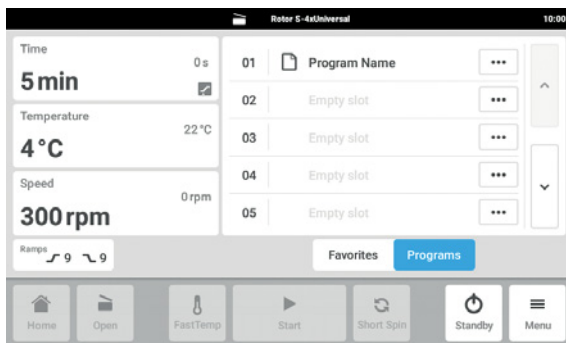 Rotor S-4xUniversal 10:00
Time
0 s
5 min
Temperature
22 °C
4 °C
Speed
0 rpm
300 rpm
Ramps 9 9
01 Program Name •••
02 Empty slot •••
03 Empty slot •••
04 Empty slot •••
05 Empty slot •••
Favorites Programs
Home Open FastTemp Start Short Spin Standby Menu